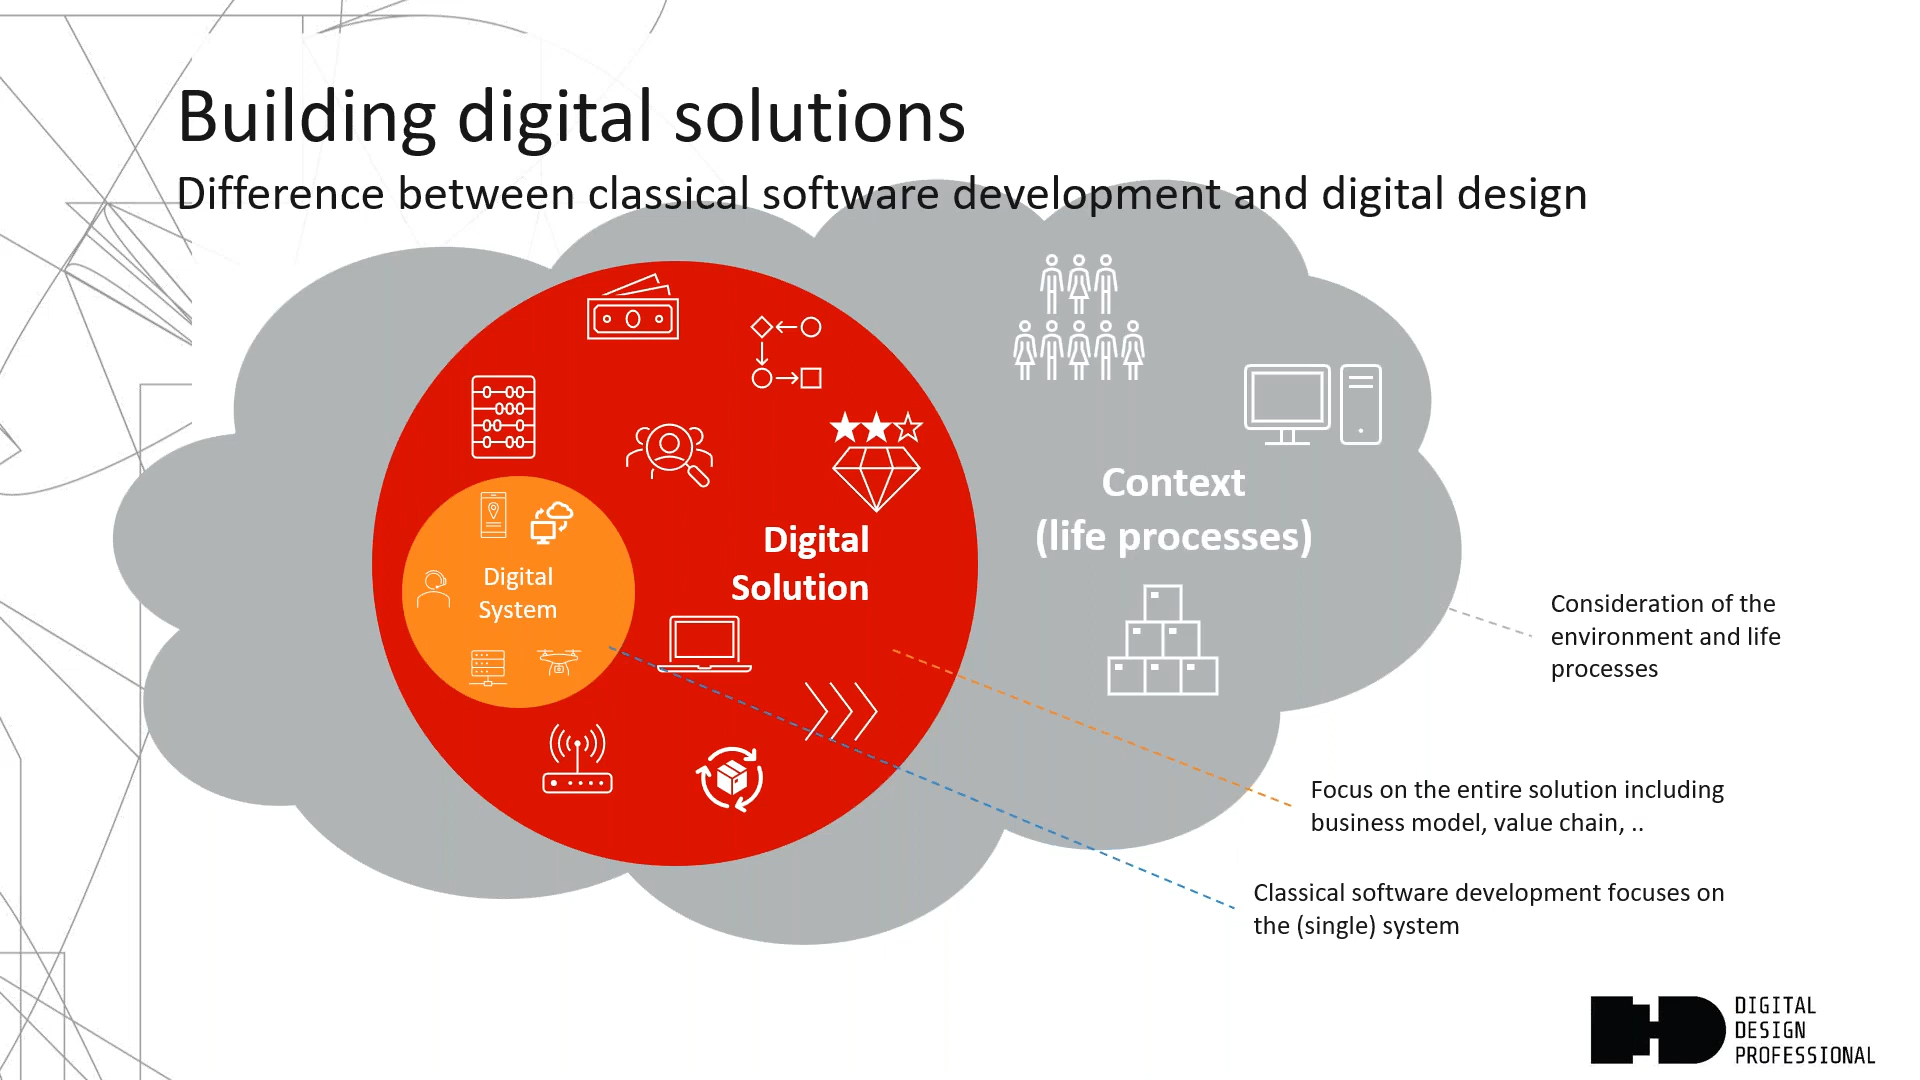 Building digital solutions
Difference between classical software development and digital design
Digital
System
Digital
Solution
Context
(life processes)
Consideration of the
environment and life
processes
Focus on the entire solution including
business model, value chain, ..
Classical software development focuses on
the (single) system
DIGITAL
DESIGN
PROFESSIONAL